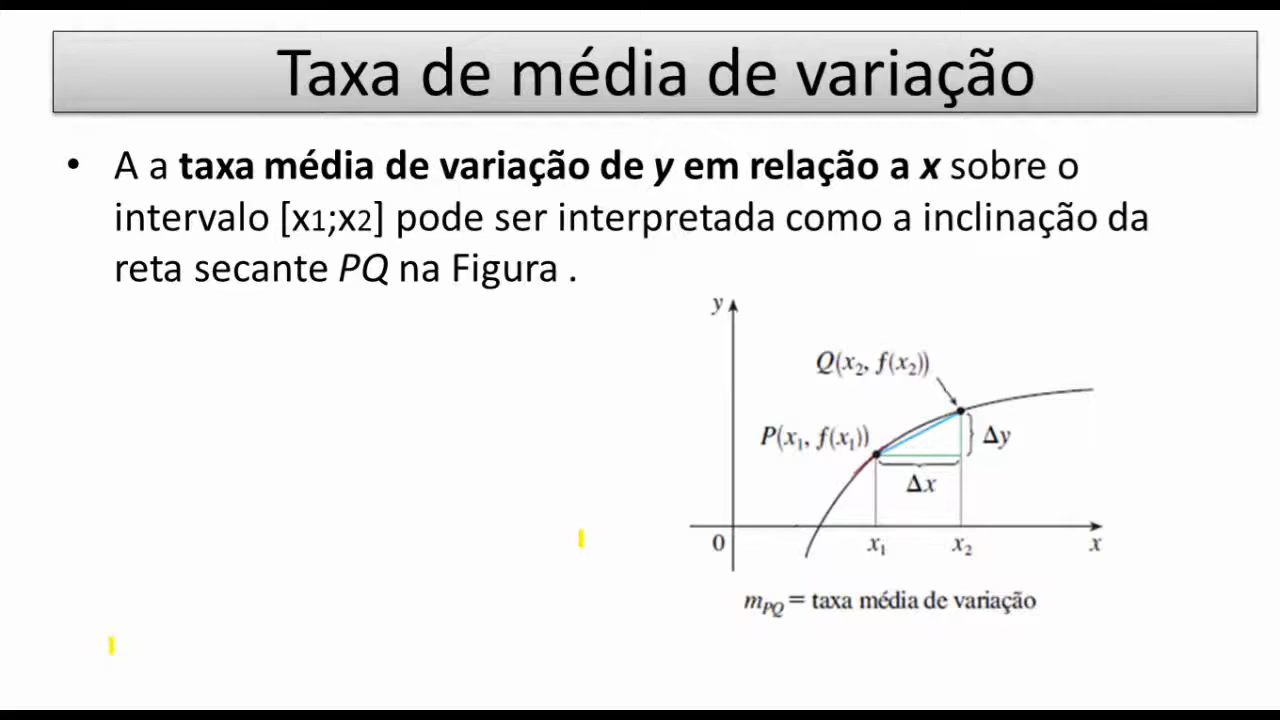 Taxa de média de variação
• A a taxa média de variação de y em relação a x sobre o
intervalo [x1;x2] pode ser interpretada como a inclinação da
reta secante PQ na Figura .
y
Q(x₂, f(x₂))
P(x₁, f(x₁))
Δy
Δx
0
x₁
x₂
x
m_PQ = taxa média de variação